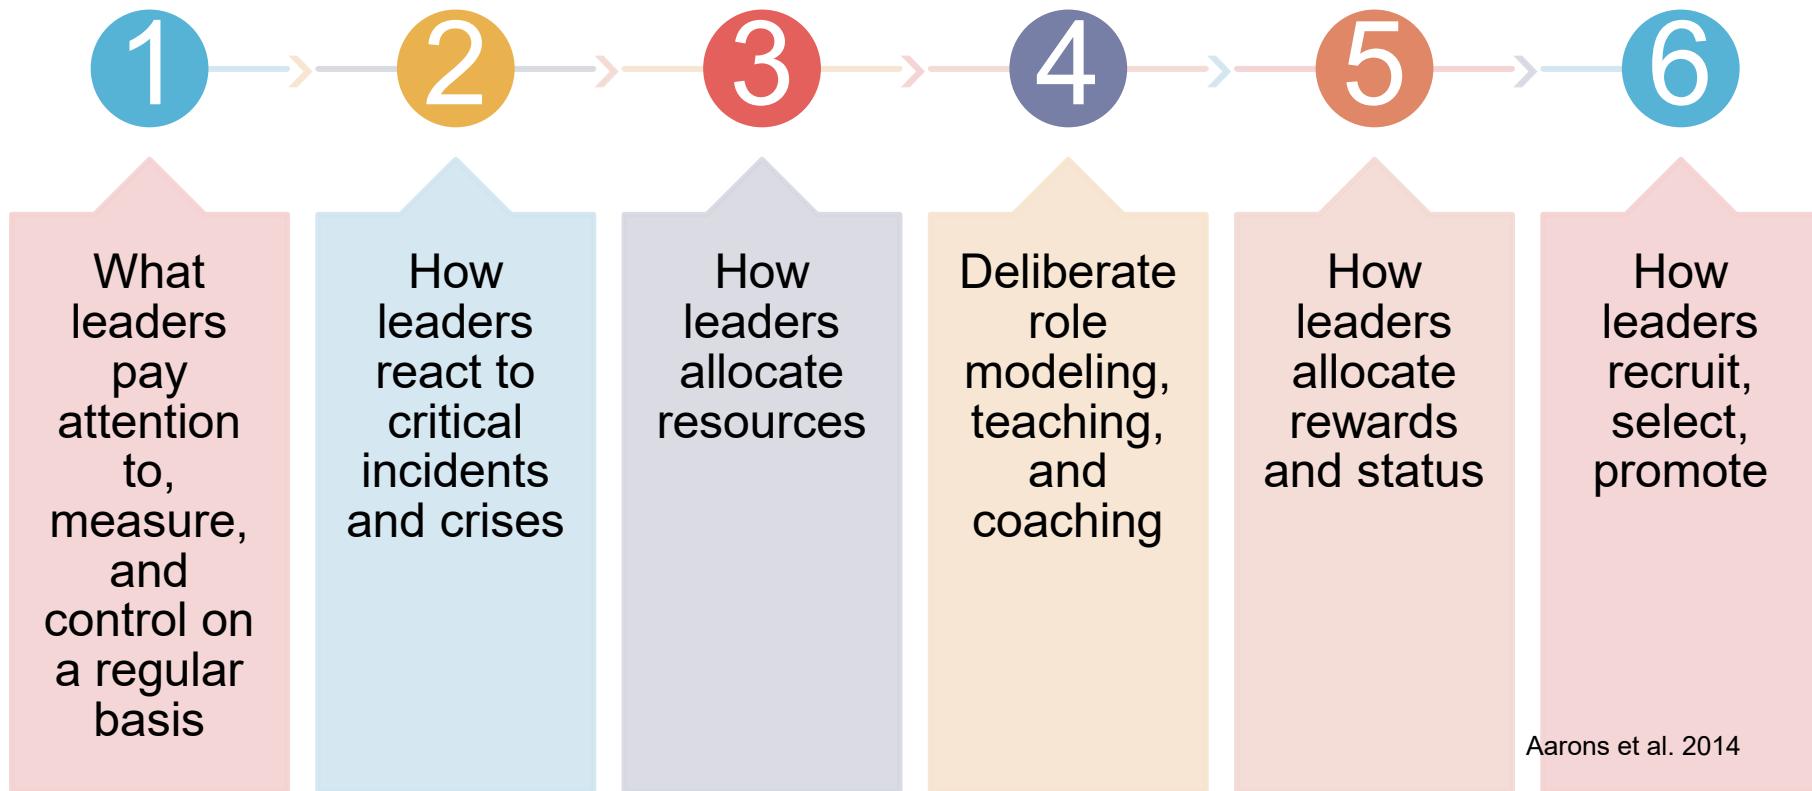 1
2
3
4
5
6
What
leaders
pay
attention
to,
measure,
and
control on
a regular
basis
How
leaders
react to
critical
incidents
and crises
How
leaders
allocate
resources
Deliberate
role
modeling,
teaching,
and
coaching
How
leaders
allocate
rewards
and status
How
leaders
recruit,
select,
promote
Aarons et al. 2014